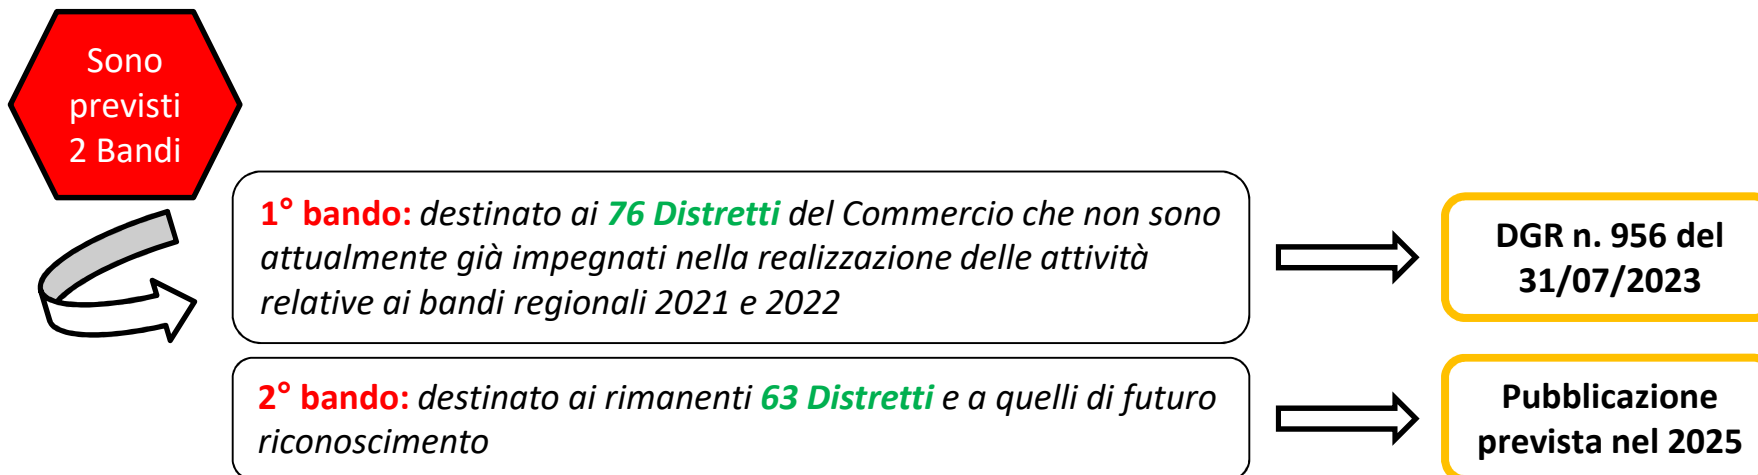 Sono
previsti
2 Bandi
1° bando: destinato ai 76 Distretti del Commercio che non sono
attualmente già impegnati nella realizzazione delle attività
relative ai bandi regionali 2021 e 2022
DGR n. 956 del
31/07/2023
2° bando: destinato ai rimanenti 63 Distretti e a quelli di futuro
riconoscimento
Pubblicazione
prevista nel 2025